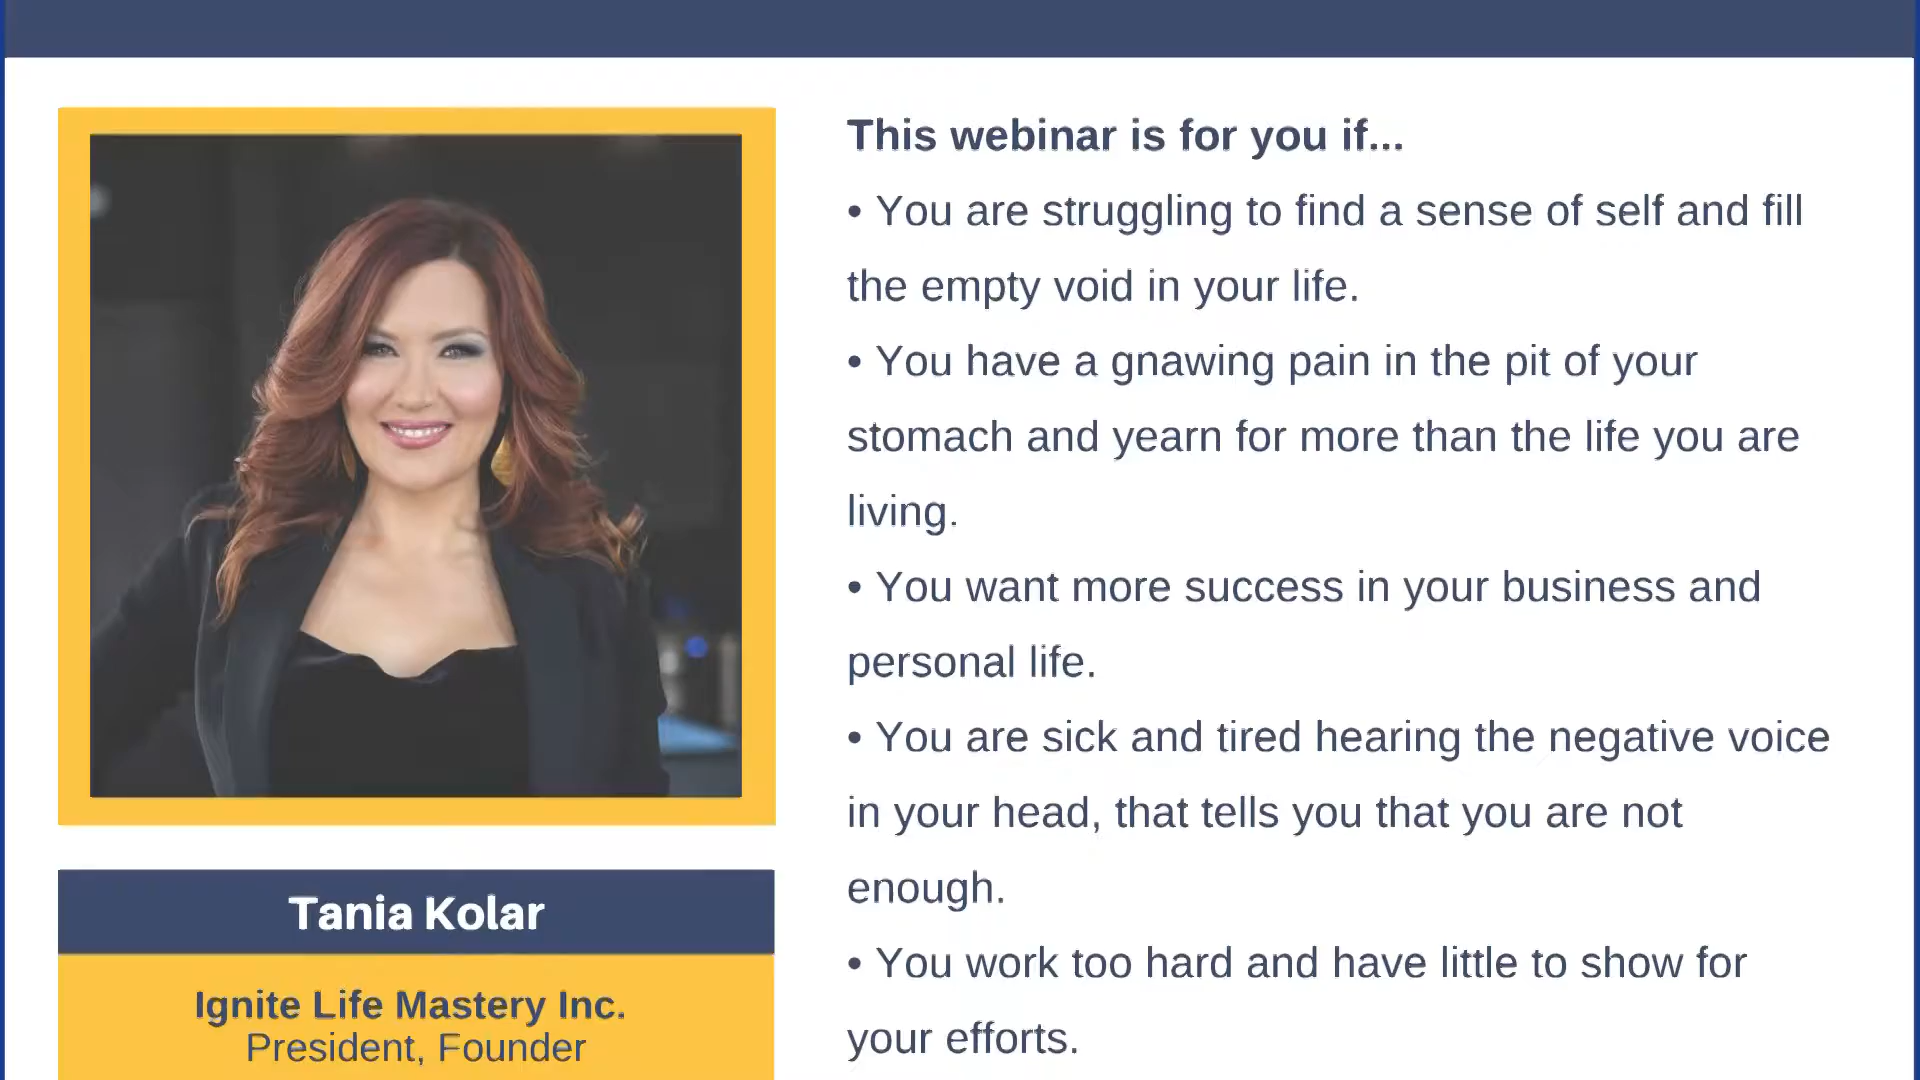 This webinar is for you if...
• You are struggling to find a sense of self and fill
the empty void in your life.
• You have a gnawing pain in the pit of your
stomach and yearn for more than the life you are
living.
• You want more success in your business and
personal life.
• You are sick and tired hearing the negative voice
in your head, that tells you that you are not
enough.
• You work too hard and have little to show for
your efforts.
Tania Kolar
Ignite Life Mastery Inc.
President, Founder